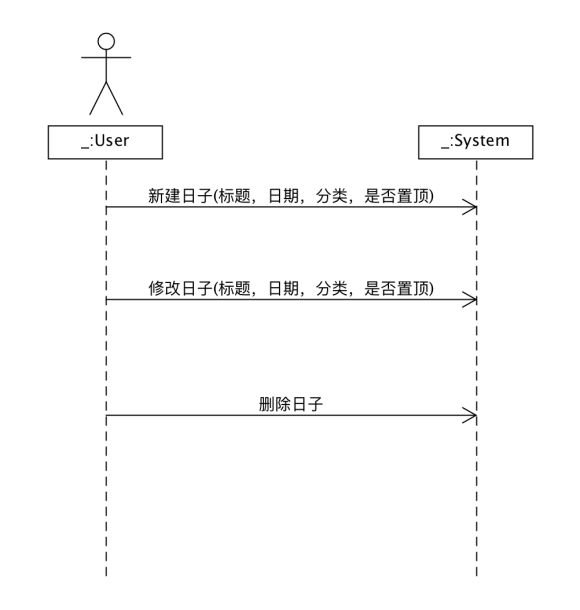 _:User
_:System
新建日子(标题，日期，分类，是否置顶)
修改日子(标题，日期，分类，是否置顶)
删除日子